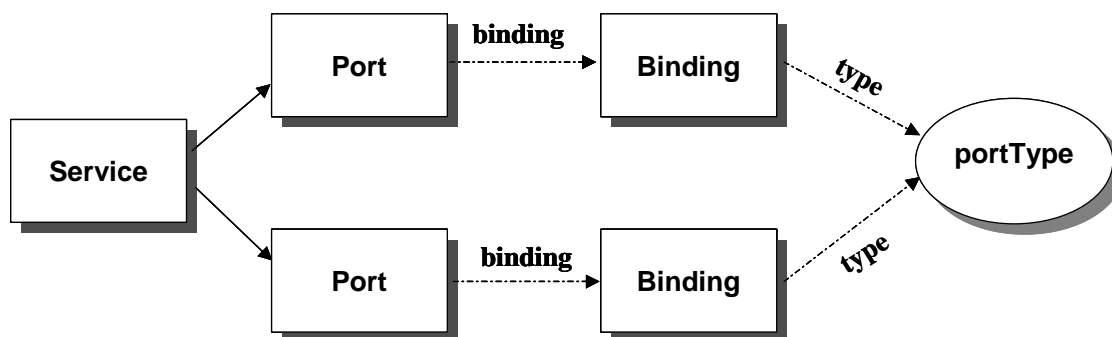 binding
Port
Binding
type
Service
portType
binding
Port
Binding
type